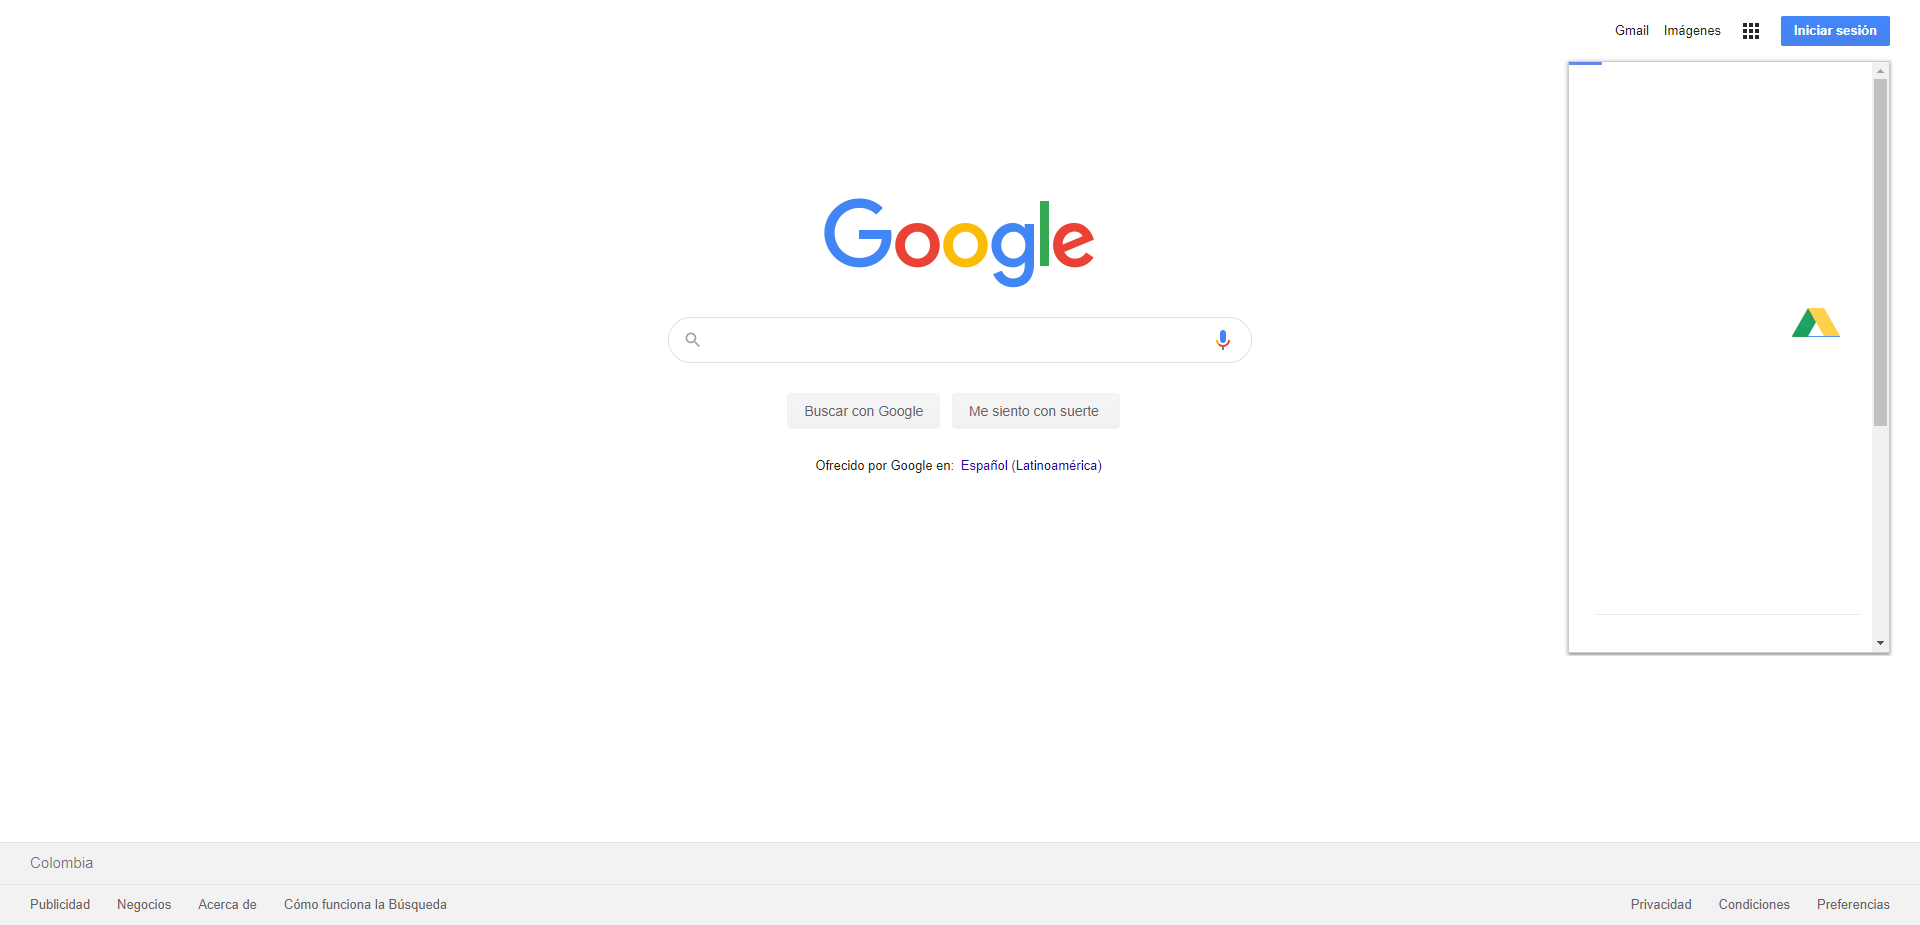 Gmail Imágenes Iniciar sesión
Google
Buscar con Google Me siento con suerte
Ofrecido por Google en: Español (Latinoamérica)
Colombia
Publicidad Negocios Acerca de Cómo funciona la Búsqueda Privacidad Condiciones Preferencias